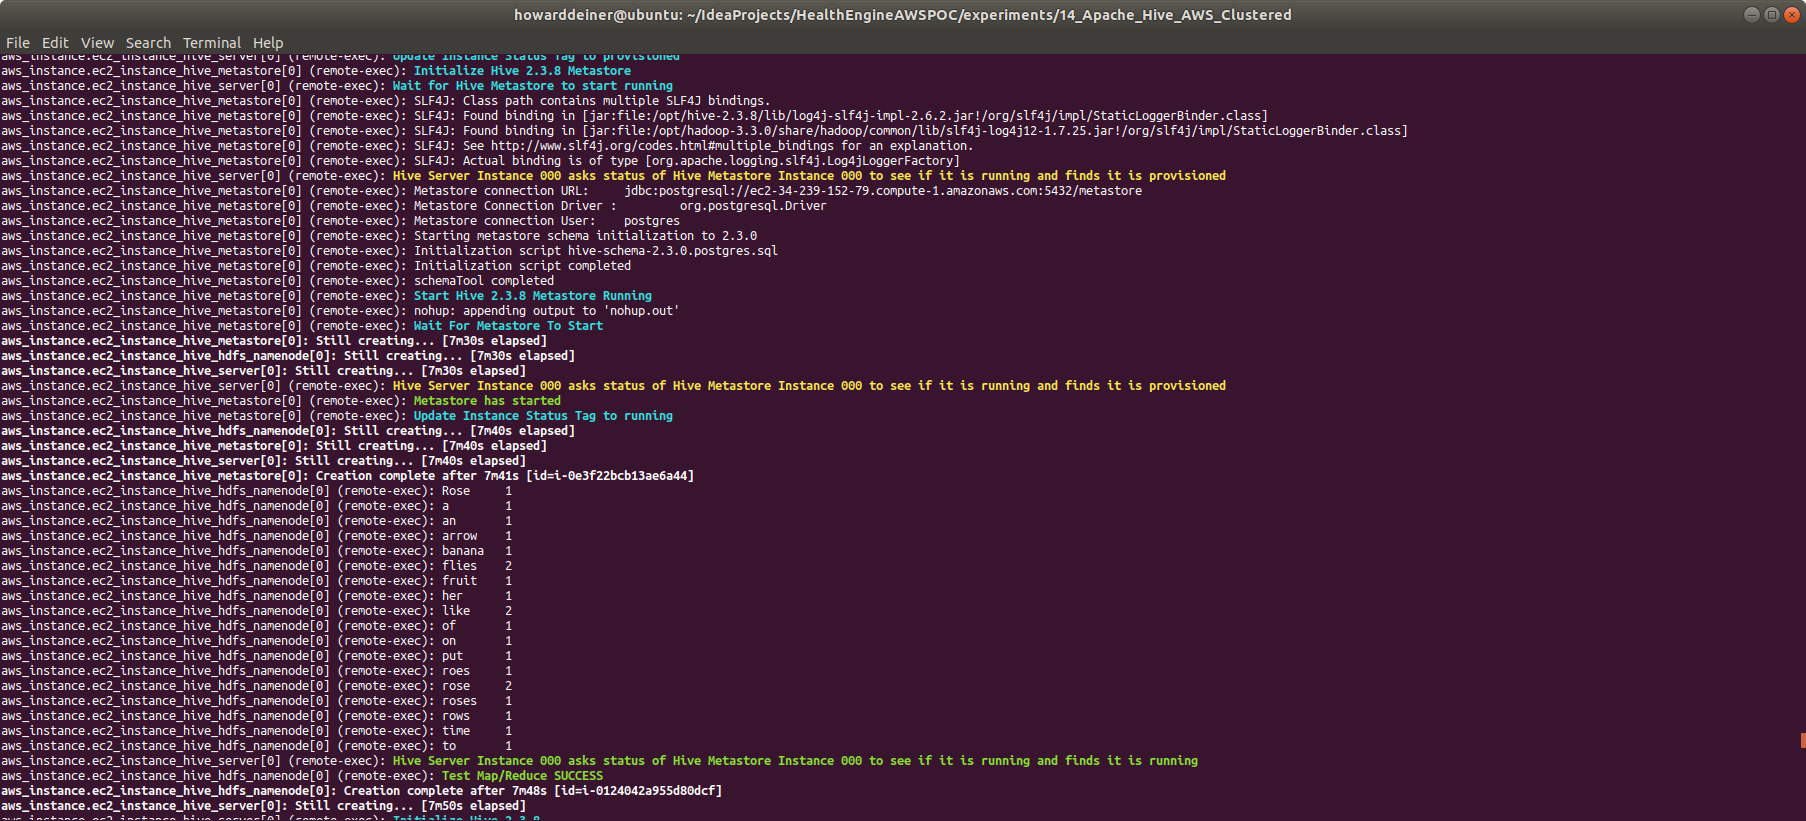 howarddeiner@ubuntu: ~/IdeaProjects/HealthEngineAWSPOC/experiments/14_Apache_Hive_AWS_Clustered
File Edit View Search Terminal Help
aws_instance.ec2_instance_hive_server[0] (remote-exec): Update Instance Status Tag to provisioned
aws_instance.ec2_instance_hive_metastore[0] (remote-exec): Initialize Hive 2.3.8 Metastore
aws_instance.ec2_instance_hive_server[0] (remote-exec): Wait for Hive Metastore to start running
aws_instance.ec2_instance_hive_metastore[0] (remote-exec): SLF4J: Class path contains multiple SLF4J bindings.
aws_instance.ec2_instance_hive_metastore[0] (remote-exec): SLF4J: Found binding in [jar:file:/opt/hive-2.3.8/lib/log4j-slf4j-impl-2.6.2.jar!/org/slf4j/impl/StaticLoggerBinder.class]
aws_instance.ec2_instance_hive_metastore[0] (remote-exec): SLF4J: Found binding in [jar:file:/opt/hadoop-3.3.0/share/hadoop/common/lib/slf4j-log4j12-1.7.25.jar!/org/slf4j/impl/StaticLoggerBinder.class]
aws_instance.ec2_instance_hive_metastore[0] (remote-exec): SLF4J: See http://www.slf4j.org/codes.html#multiple_bindings for an explanation.
aws_instance.ec2_instance_hive_metastore[0] (remote-exec): SLF4J: Actual binding is of type [org.apache.logging.slf4j.Log4jLoggerFactory]
aws_instance.ec2_instance_hive_server[0] (remote-exec): Hive Server Instance 000 asks status of Hive Metastore Instance 000 to see if it is running and finds it is provisioned
aws_instance.ec2_instance_hive_metastore[0] (remote-exec): Metastore connection URL: jdbc:postgresql://ec2-34-239-152-79.compute-1.amazonaws.com:5432/metastore
aws_instance.ec2_instance_hive_metastore[0] (remote-exec): Metastore Connection Driver : org.postgresql.Driver
aws_instance.ec2_instance_hive_metastore[0] (remote-exec): Metastore connection User: postgres
aws_instance.ec2_instance_hive_metastore[0] (remote-exec): Starting metastore schema initialization to 2.3.0
aws_instance.ec2_instance_hive_metastore[0] (remote-exec): Initialization script hive-schema-2.3.0.postgres.sql
aws_instance.ec2_instance_hive_metastore[0] (remote-exec): Initialization script completed
aws_instance.ec2_instance_hive_metastore[0] (remote-exec): schemaTool completed
aws_instance.ec2_instance_hive_metastore[0] (remote-exec): Start Hive 2.3.8 Metastore Running
aws_instance.ec2_instance_hive_metastore[0] (remote-exec): nohup: appending output to 'nohup.out'
aws_instance.ec2_instance_hive_metastore[0] (remote-exec): Wait For Metastore To Start
aws_instance.ec2_instance_hive_metastore[0]: Still creating... [7m30s elapsed]
aws_instance.ec2_instance_hive_hdfs_namenode[0]: Still creating... [7m30s elapsed]
aws_instance.ec2_instance_hive_server[0]: Still creating... [7m30s elapsed]
aws_instance.ec2_instance_hive_server[0] (remote-exec): Hive Server Instance 000 asks status of Hive Metastore Instance 000 to see if it is running and finds it is provisioned
aws_instance.ec2_instance_hive_metastore[0] (remote-exec): Metastore has started
aws_instance.ec2_instance_hive_metastore[0] (remote-exec): Update Instance Status Tag to running
aws_instance.ec2_instance_hive_hdfs_namenode[0]: Still creating... [7m40s elapsed]
aws_instance.ec2_instance_hive_metastore[0]: Still creating... [7m40s elapsed]
aws_instance.ec2_instance_hive_server[0]: Still creating... [7m40s elapsed]
aws_instance.ec2_instance_hive_metastore[0]: Creation complete after 7m41s [id=i-0e3f22bcb13ae6a44]
aws_instance.ec2_instance_hive_hdfs_namenode[0] (remote-exec): Rose 1
aws_instance.ec2_instance_hive_hdfs_namenode[0] (remote-exec): a 1
aws_instance.ec2_instance_hive_hdfs_namenode[0] (remote-exec): an 1
aws_instance.ec2_instance_hive_hdfs_namenode[0] (remote-exec): arrow 1
aws_instance.ec2_instance_hive_hdfs_namenode[0] (remote-exec): banana 1
aws_instance.ec2_instance_hive_hdfs_namenode[0] (remote-exec): flies 2
aws_instance.ec2_instance_hive_hdfs_namenode[0] (remote-exec): fruit 1
aws_instance.ec2_instance_hive_hdfs_namenode[0] (remote-exec): her 1
aws_instance.ec2_instance_hive_hdfs_namenode[0] (remote-exec): like 2
aws_instance.ec2_instance_hive_hdfs_namenode[0] (remote-exec): of 1
aws_instance.ec2_instance_hive_hdfs_namenode[0] (remote-exec): on 1
aws_instance.ec2_instance_hive_hdfs_namenode[0] (remote-exec): put 1
aws_instance.ec2_instance_hive_hdfs_namenode[0] (remote-exec): roes 1
aws_instance.ec2_instance_hive_hdfs_namenode[0] (remote-exec): rose 2
aws_instance.ec2_instance_hive_hdfs_namenode[0] (remote-exec): roses 1
aws_instance.ec2_instance_hive_hdfs_namenode[0] (remote-exec): rows 1
aws_instance.ec2_instance_hive_hdfs_namenode[0] (remote-exec): time 1
aws_instance.ec2_instance_hive_hdfs_namenode[0] (remote-exec): to 1
aws_instance.ec2_instance_hive_server[0] (remote-exec): Hive Server Instance 000 asks status of Hive Metastore Instance 000 to see if it is running and finds it is running
aws_instance.ec2_instance_hive_hdfs_namenode[0] (remote-exec): Test Map/Reduce SUCCESS
aws_instance.ec2_instance_hive_hdfs_namenode[0]: Creation complete after 7m48s [id=i-0124042a955d80dcf]
aws_instance.ec2_instance_hive_server[0]: Still creating... [7m50s elapsed]
aws_instance.ec2_instance_hive_server[0] (remote-exec): Initialize Hive 2.3.8